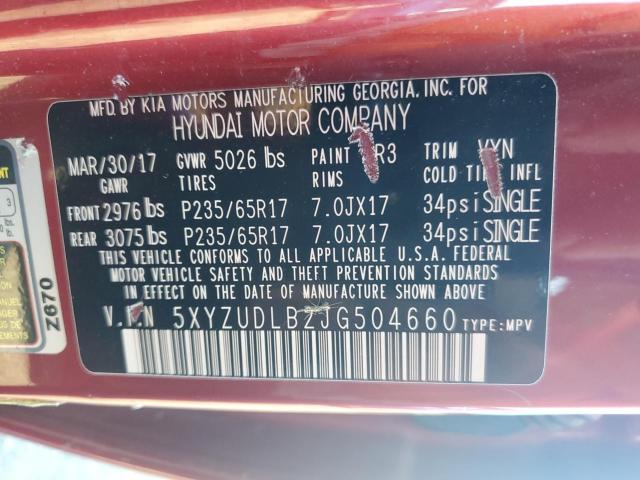 MFD. BY KIA MOTORS MANUFACTURING GEORGIA. INC. FOR
HYUNDAI MOTOR COMPANY
MAR/30/17 GVWR 5026 lbs PAINT R3 TRIM VYN
GAWR TIRES RIMS COLD TIRE INFL
FRONT 2976 lbs P235/65R17 7.0JX17 34psi SINGLE
REAR 3075 lbs P235/65R17 7.0JX17 34psi SINGLE
THIS VEHICLE CONFORMS TO ALL APPLICABLE U.S.A. FEDERAL
MOTOR VEHICLE SAFETY AND THEFT PREVENTION STANDARDS
IN EFFECT ON THE DATE OF MANUFACTURE SHOWN ABOVE.
V.I.N 5XYZUDLB2JG504660 TYPE: MPV
Z670
3